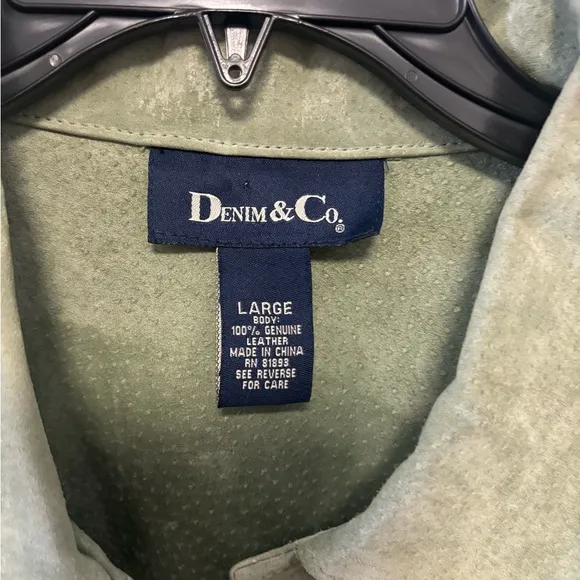 DENIM & CO.®
LARGE
BODY:
100% GENUINE
LEATHER
MADE IN CHINA
RN 81893
SEE REVERSE
FOR CARE